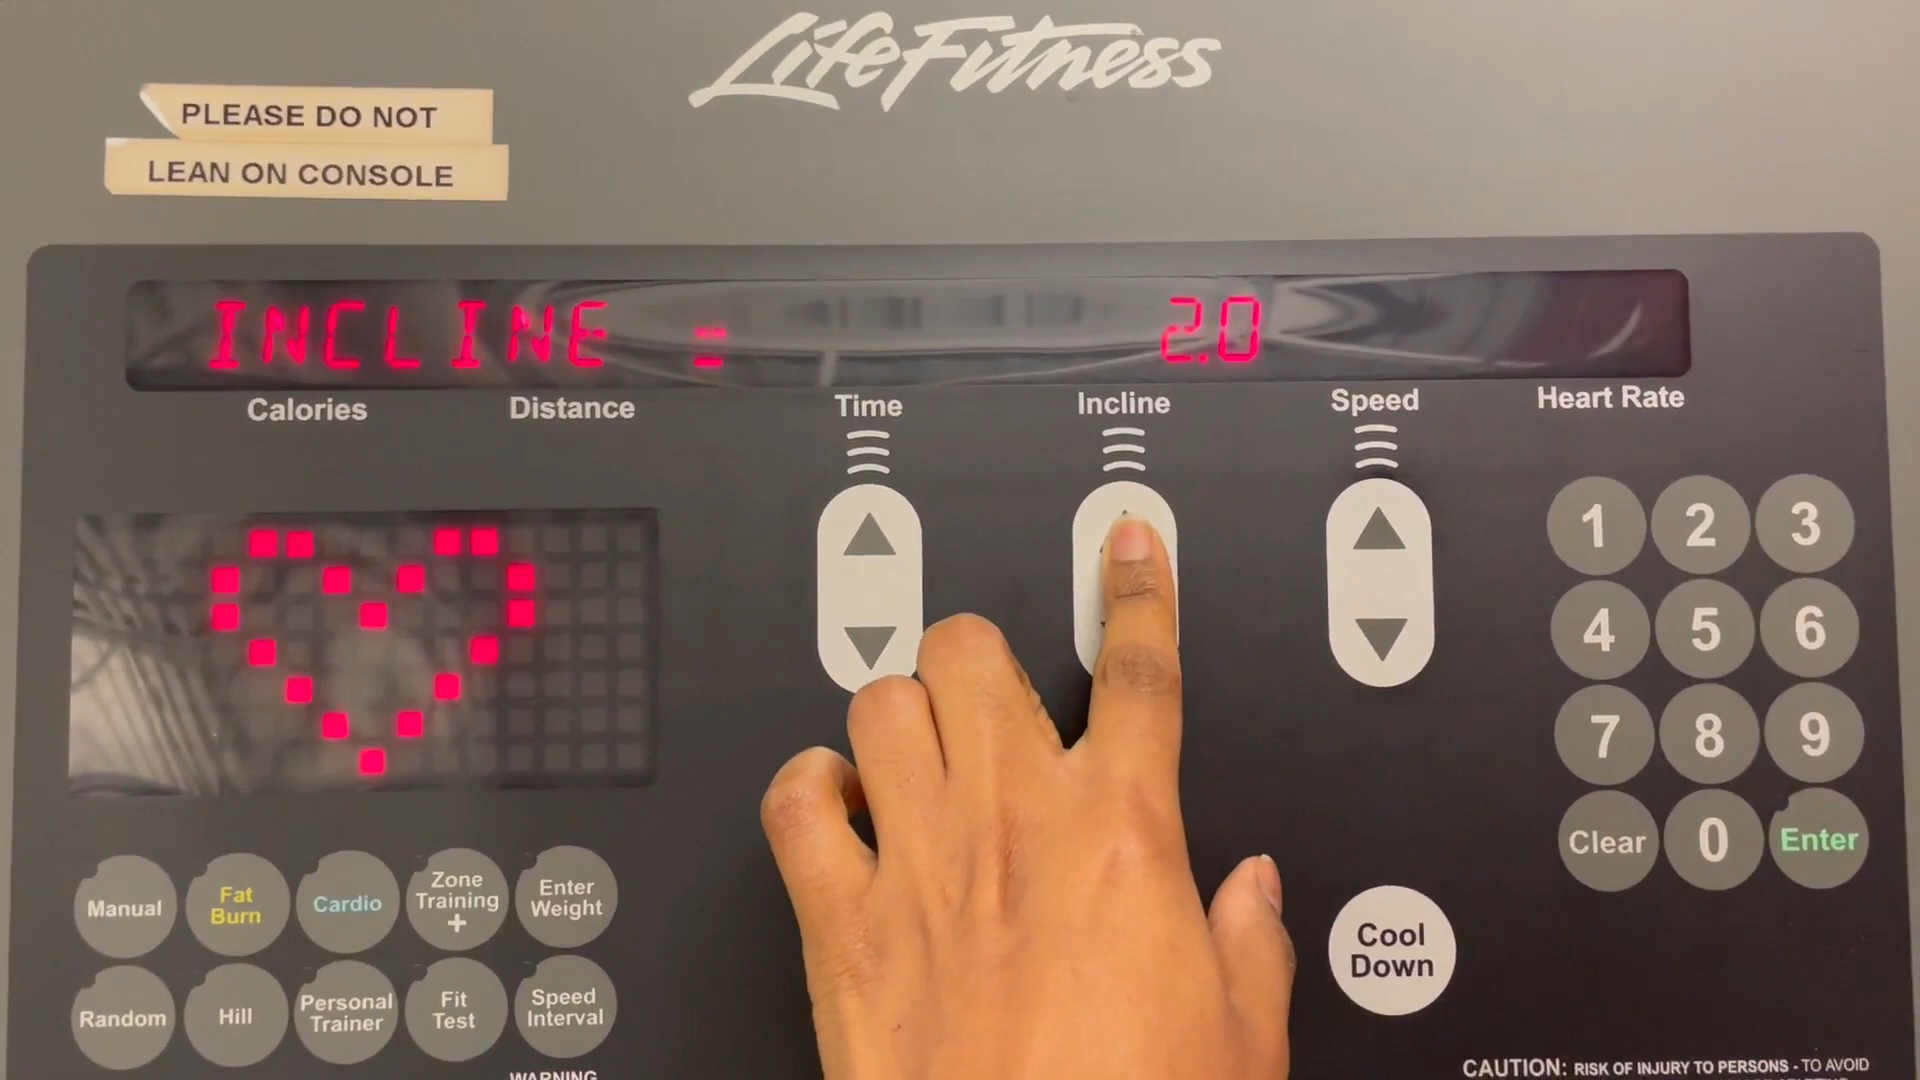 LifeFitness
PLEASE DO NOT
LEAN ON CONSOLE
INCLINE = 2.0
Calories Distance Time Incline Speed Heart Rate
1 2 3
4 5 6
7 8 9
Clear 0 Enter
Manual
Fat
Burn
Cardio
Zone
Training
+
Enter
Weight
Random
Hill
Personal
Trainer
Fit
Test
Speed
Interval
Cool
Down
WARNING
CAUTION: RISK OF INJURY TO PERSONS - TO AVOID